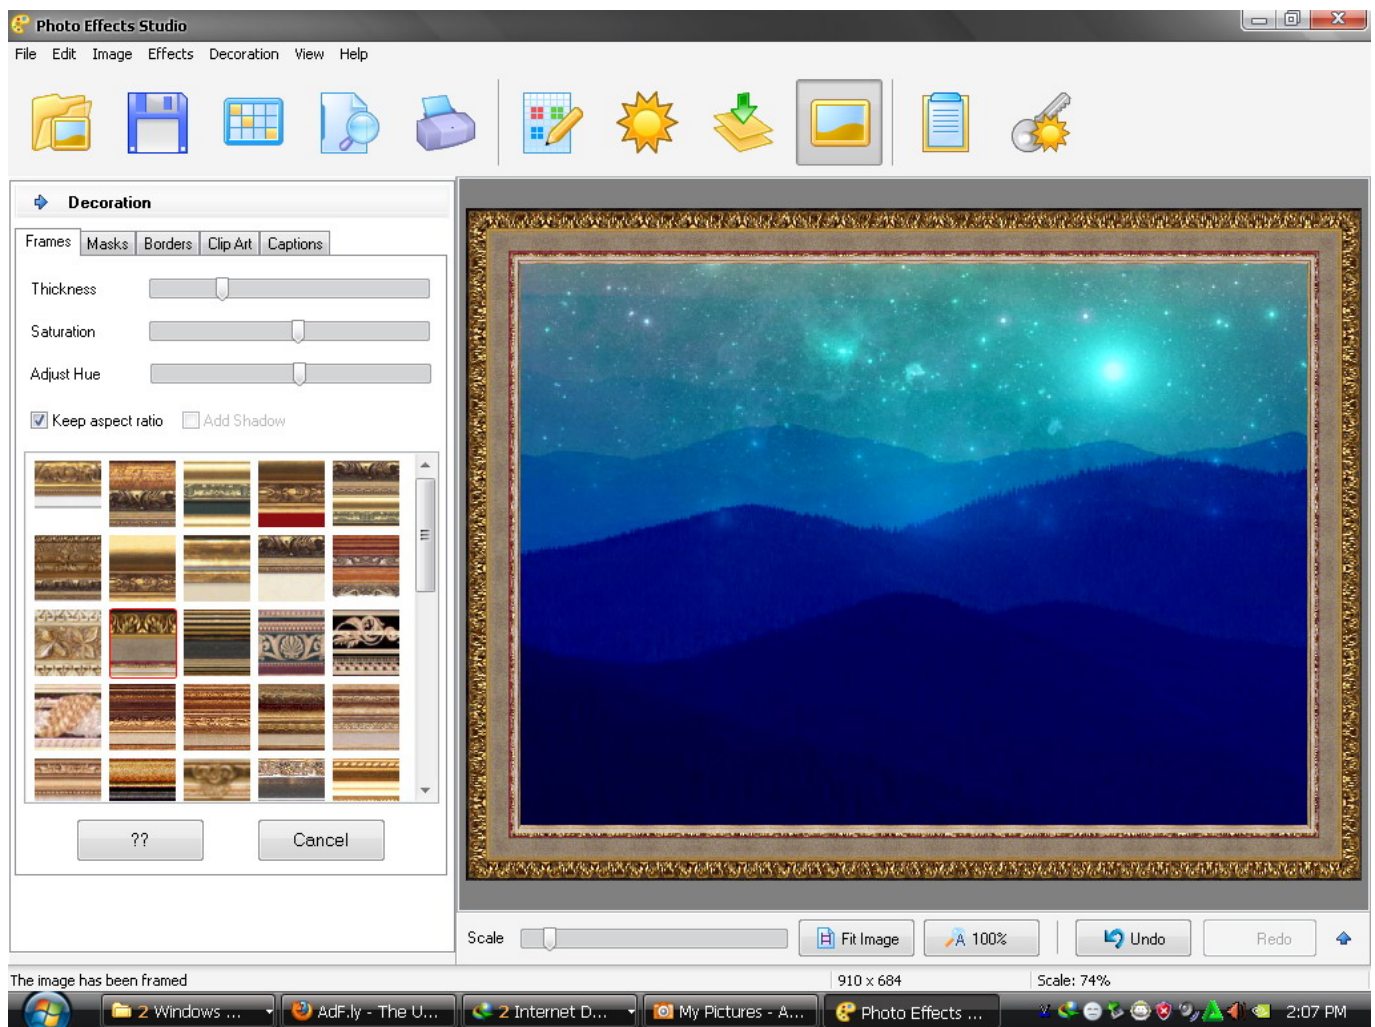 Photo Effects Studio
File Edit Image Effects Decoration View Help
Decoration
Frames Masks Borders Clip Art Captions
Thickness
Saturation
Adjust Hue
Keep aspect ratio Add Shadow
?? Cancel
Scale Fit Image 100% Undo Redo
The image has been framed 910 x 684 Scale: 74%
2 Windows ... AdF.ly - The U... 2 Internet D... My Pictures - A... Photo Effects ... 2:07 PM